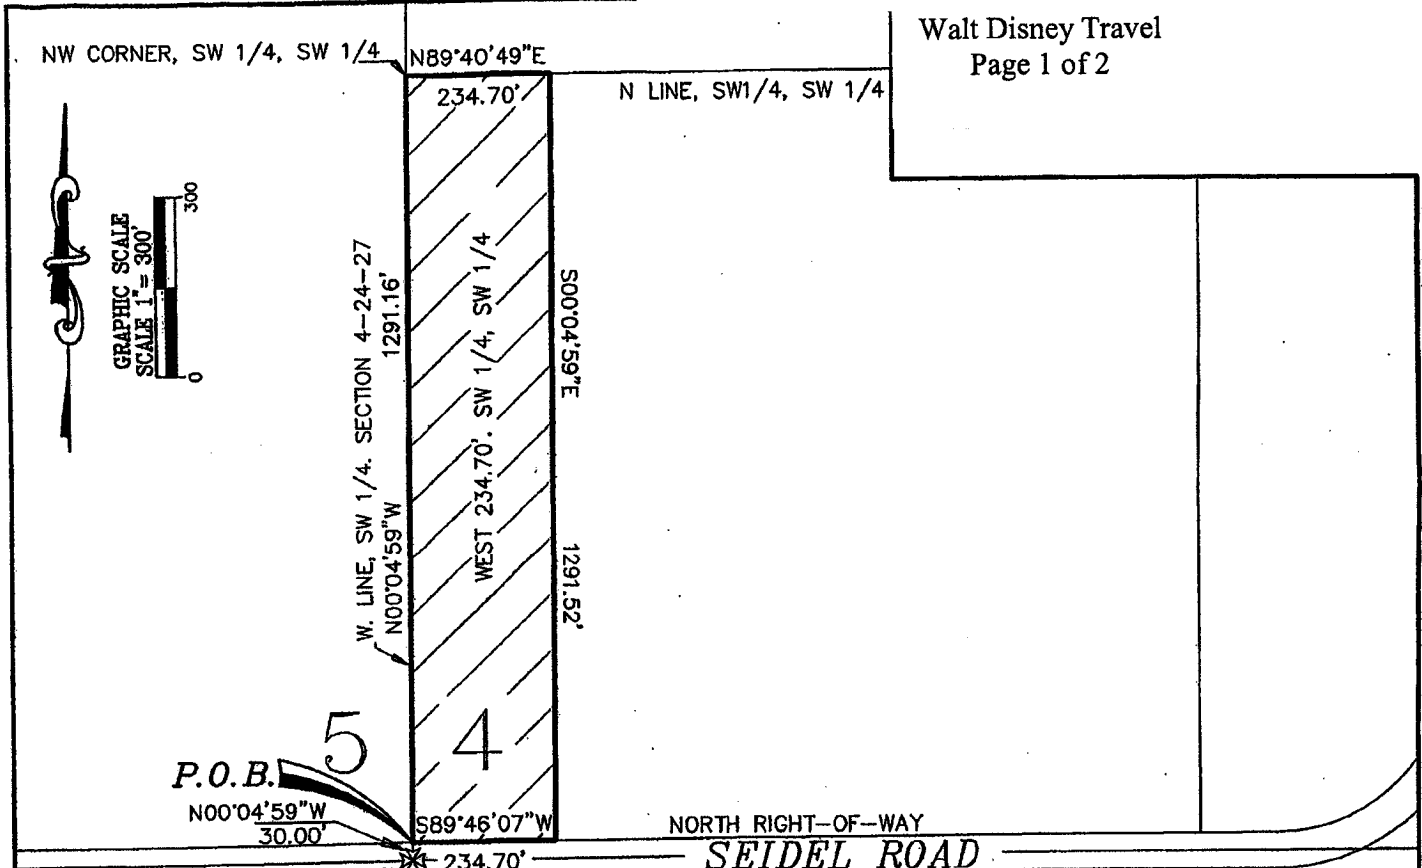 Walt Disney Travel
Page 1 of 2
NW CORNER, SW 1/4, SW 1/4
N89°40'49"E
234.70'
N LINE, SW1/4, SW 1/4
GRAPHIC SCALE
SCALE 1" = 300'
300
0
W. LINE, SW 1/4. SECTION 4-24-27
1291.16'
N00°04'59"W
WEST 234.70'. SW 1/4, SW 1/4
S00°04'59"E
1291.52'
5
4
P.O.B.
N00°04'59"W
30.00'
S89°46'07"W
234.70'
NORTH RIGHT-OF-WAY
SEIDEL ROAD